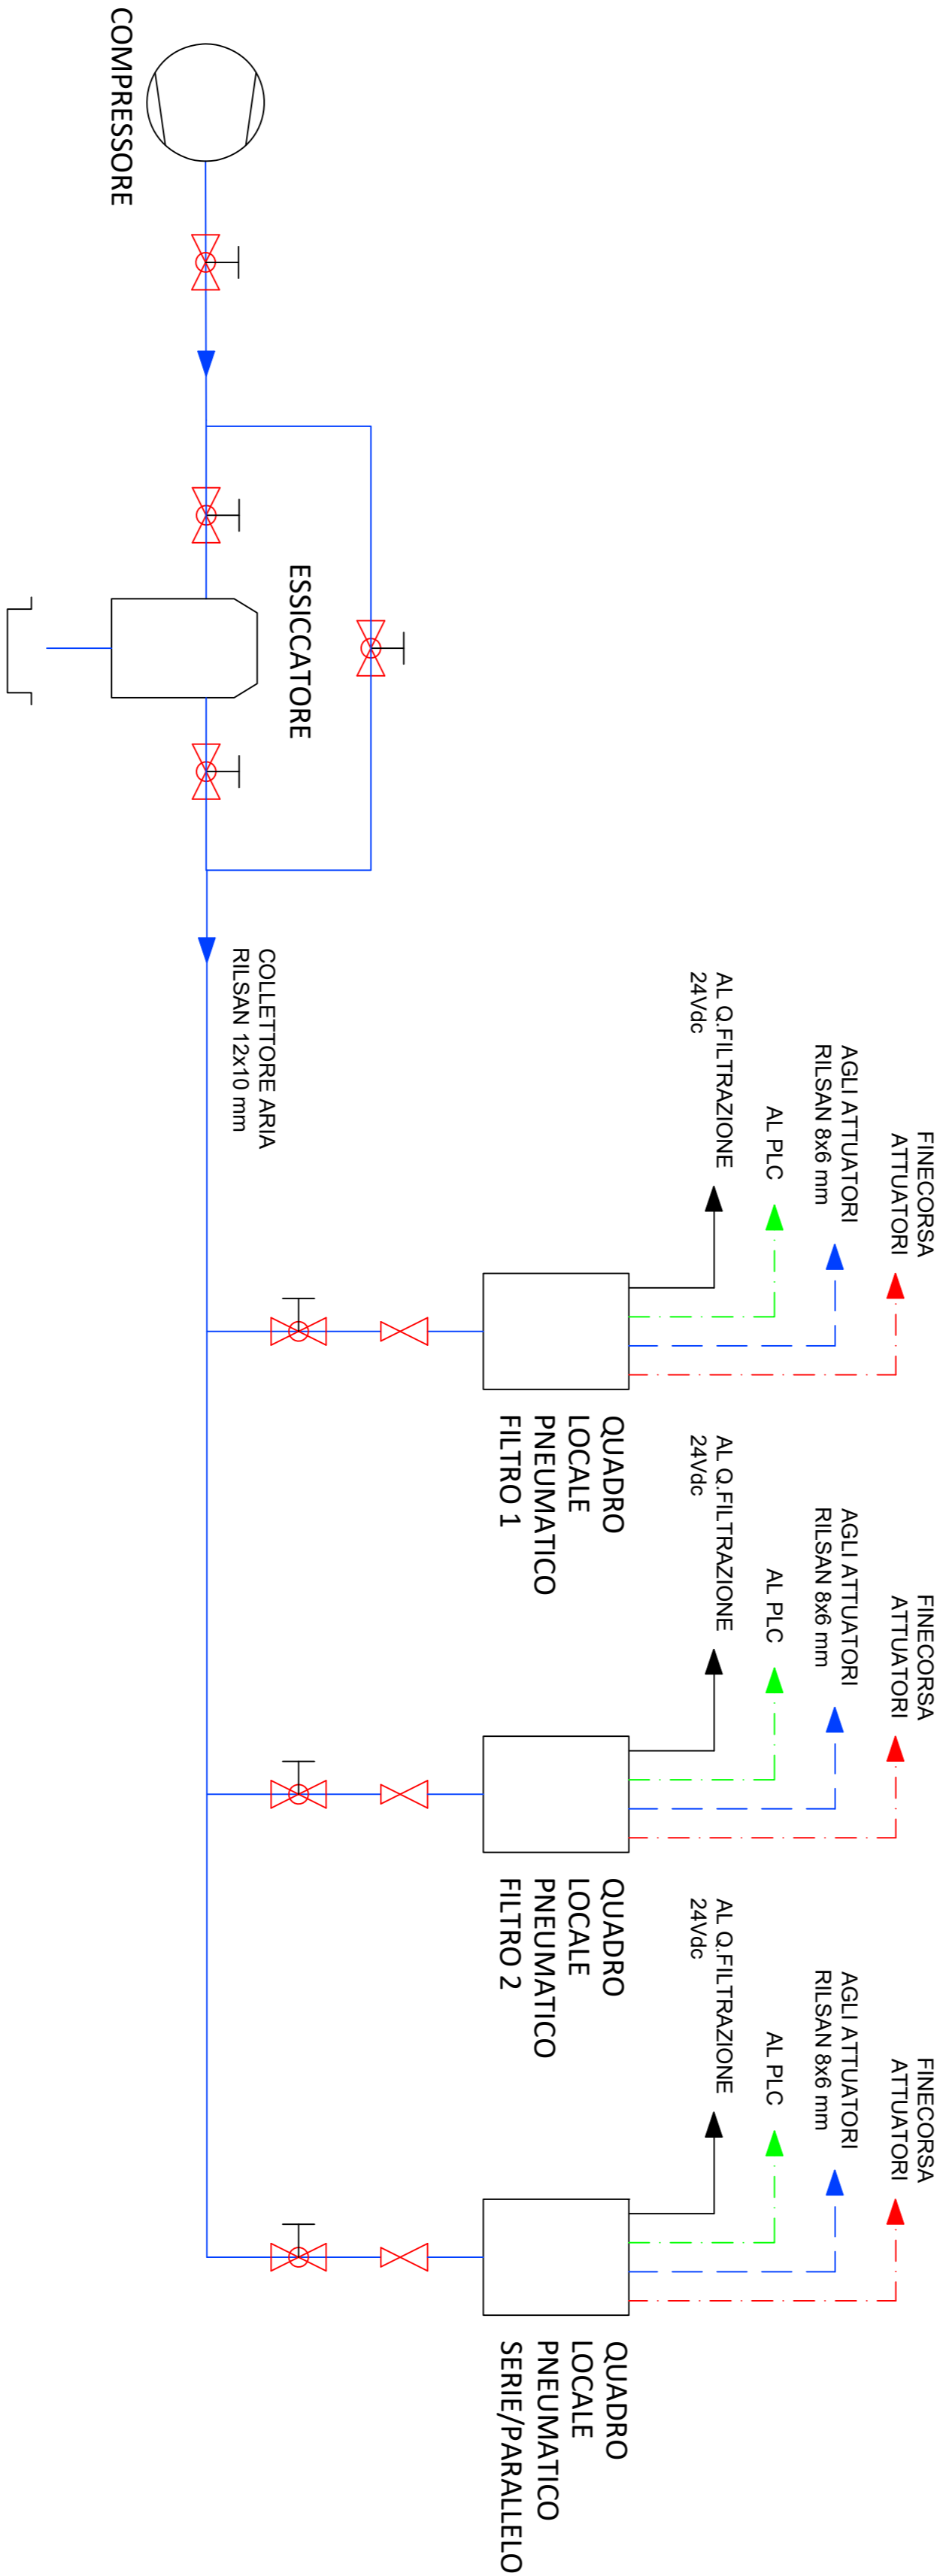 COMPRESSORE
ESSICCATORE
COLLETTORE ARIA
RILSAN 12x10 mm
FINECORSA
ATTUATORI
AGLI ATTUATORI
RILSAN 8x6 mm
AL PLC
AL Q.FILTRAZIONE
24Vdc
QUADRO
LOCALE
PNEUMATICO
FILTRO 1
FINECORSA
ATTUATORI
AGLI ATTUATORI
RILSAN 8x6 mm
AL PLC
AL Q.FILTRAZIONE
24Vdc
QUADRO
LOCALE
PNEUMATICO
FILTRO 2
FINECORSA
ATTUATORI
AGLI ATTUATORI
RILSAN 8x6 mm
AL PLC
AL Q.FILTRAZIONE
24Vdc
QUADRO
LOCALE
PNEUMATICO
SERIE/PARALLELO